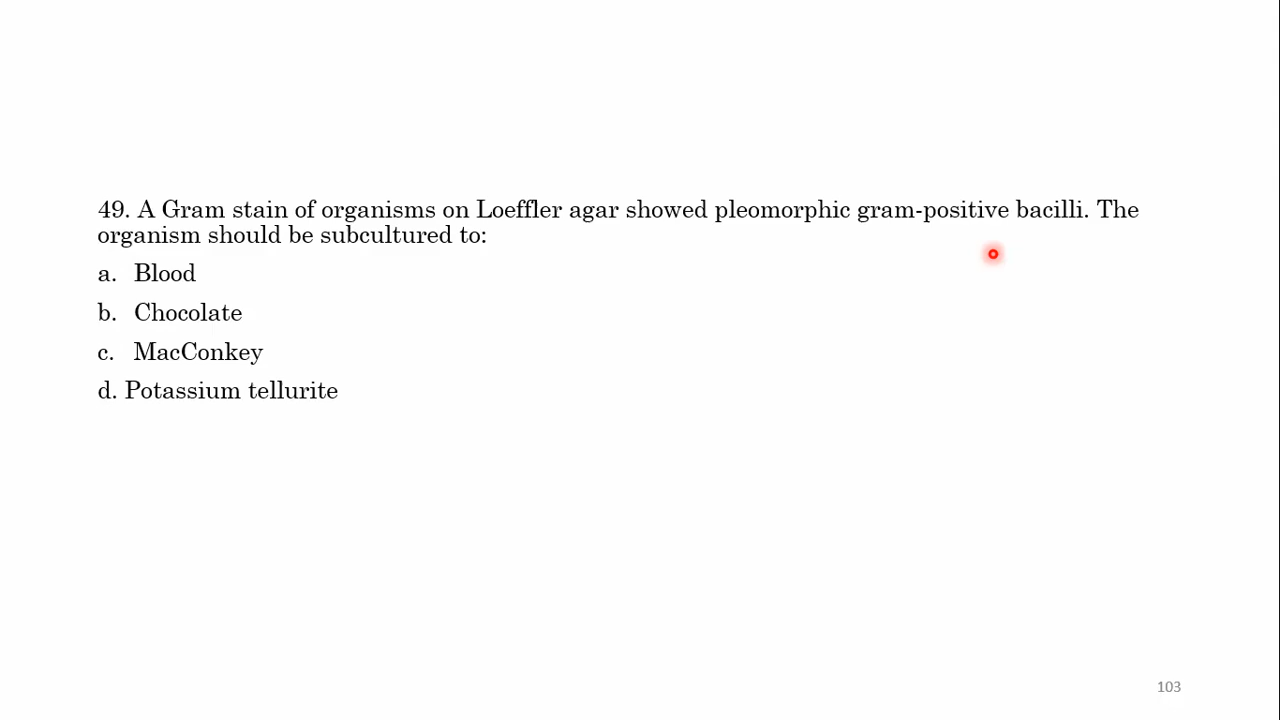 49. A Gram stain of organisms on Loeffler agar showed pleomorphic gram-positive bacilli. The
organism should be subcultured to:
a. Blood
b. Chocolate
c. MacConkey
d. Potassium tellurite
103